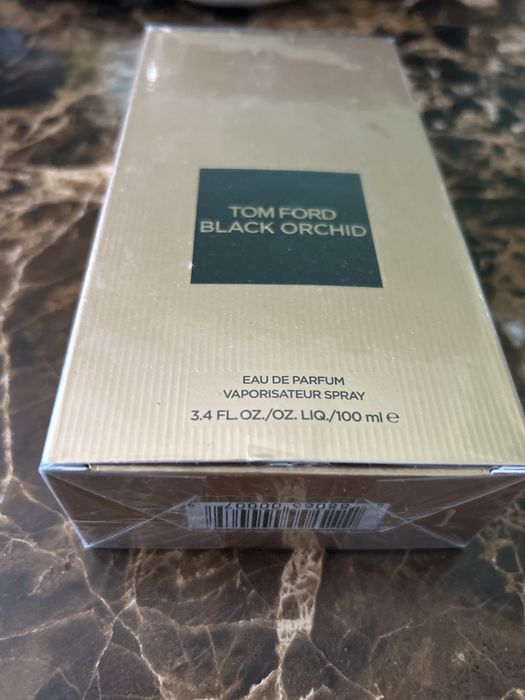 TOM FORD
BLACK ORCHID
EAU DE PARFUM
VAPORISATEUR SPRAY
3.4 FL. OZ./OZ. LIQ./100 ml ℮